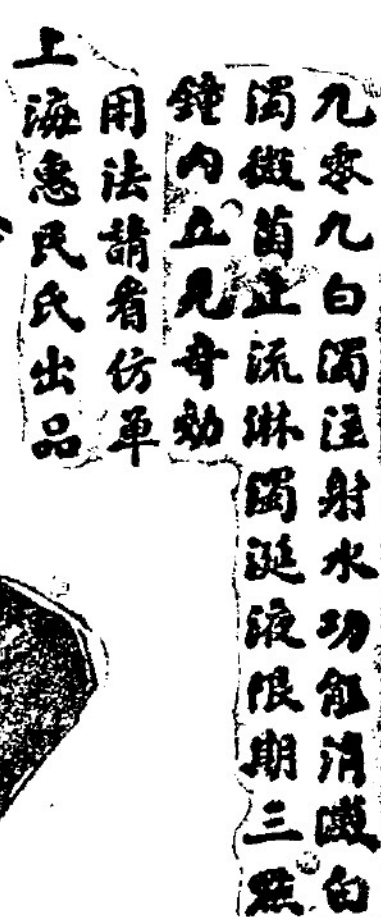 九零九白濁注射水功能消滅白
濁微菌止流淋濁涎液限期三點
鐘內立見奇効
用法請看仿单
上海惠民氏出品